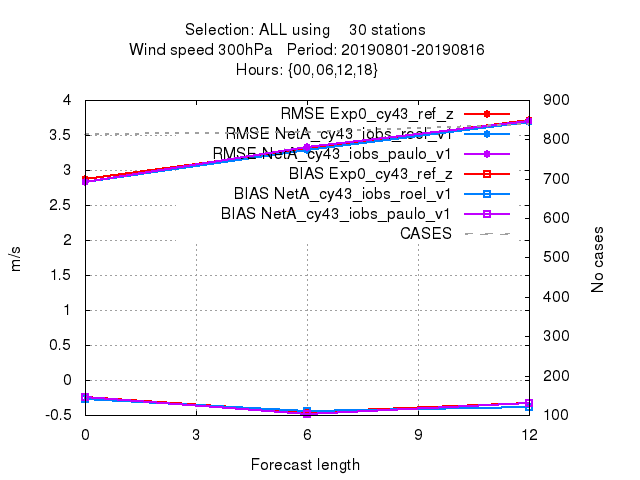 Selection: ALL using    30 stations
Wind speed 300hPa   Period: 20190801-20190816
Hours: {00,06,12,18}
4
3.5
3
2.5
2
1.5
1
0.5
0
-0.5
m/s
RMSE Exp0_cy43_ref_z
RMSE NetA_cy43_iobs_roel_v1
RMSE NetA_cy43_iobs_paulo_v1
BIAS Exp0_cy43_ref_z
BIAS NetA_cy43_iobs_roel_v1
BIAS NetA_cy43_iobs_paulo_v1
CASES
900
800
700
600
500
400
300
200
100
No cases
0 3 6 9 12
Forecast length